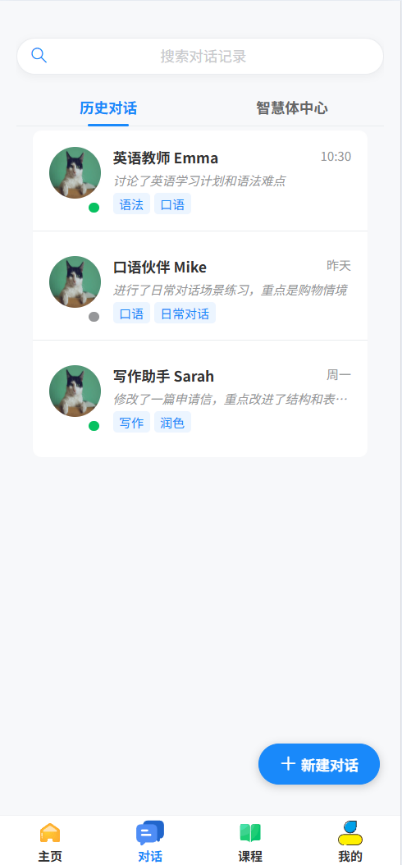 搜索对话记录
历史对话 智慧体中心
英语教师 Emma 10:30
讨论了英语学习计划和语法难点
语法 口语
口语伙伴 Mike 昨天
进行了日常对话场景练习，重点是购物情境
口语 日常对话
写作助手 Sarah 周一
修改了一篇申请信，重点改进了结构和表…
写作 润色
+ 新建对话
主页 对话 课程 我的